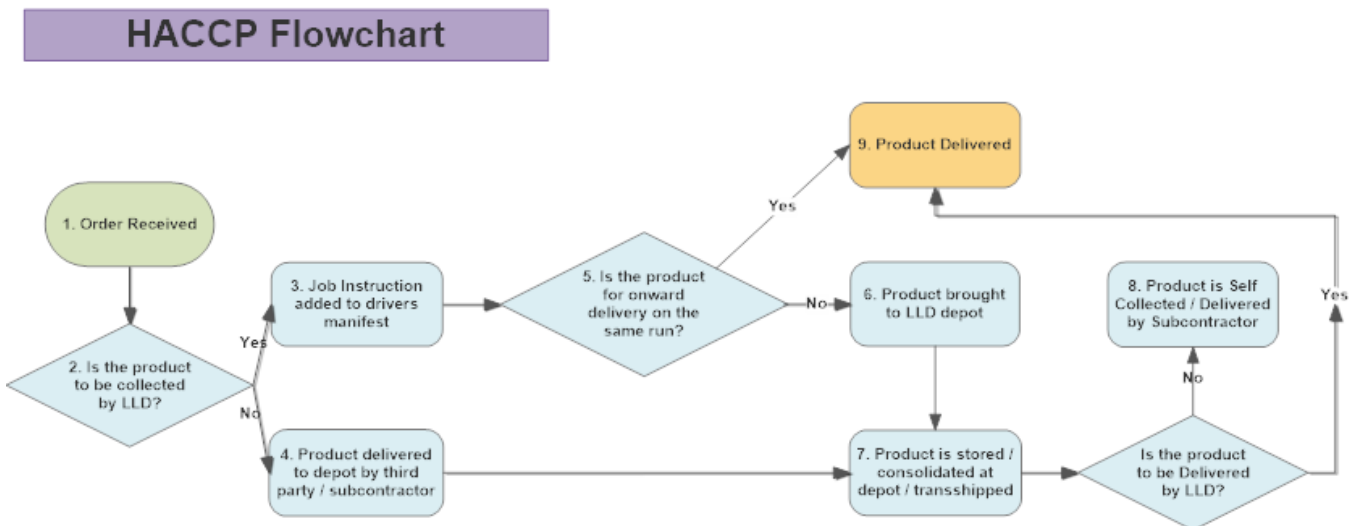 HACCP Flowchart
9. Product Delivered
1. Order Received
Yes
3. Job Instruction
added to drivers
manifest
5. Is the product
for onward
delivery on the
same run?
No
6. Product brought
to LLD depot
8. Product is Self
Collected / Delivered
by Subcontractor
Yes
Yes
2. Is the product
to be collected
by LLD?
No
No
4. Product delivered
to depot by third
party / subcontractor
7. Product is stored /
consolidated at
depot / transshipped
Is the product
to be Delivered
by LLD?